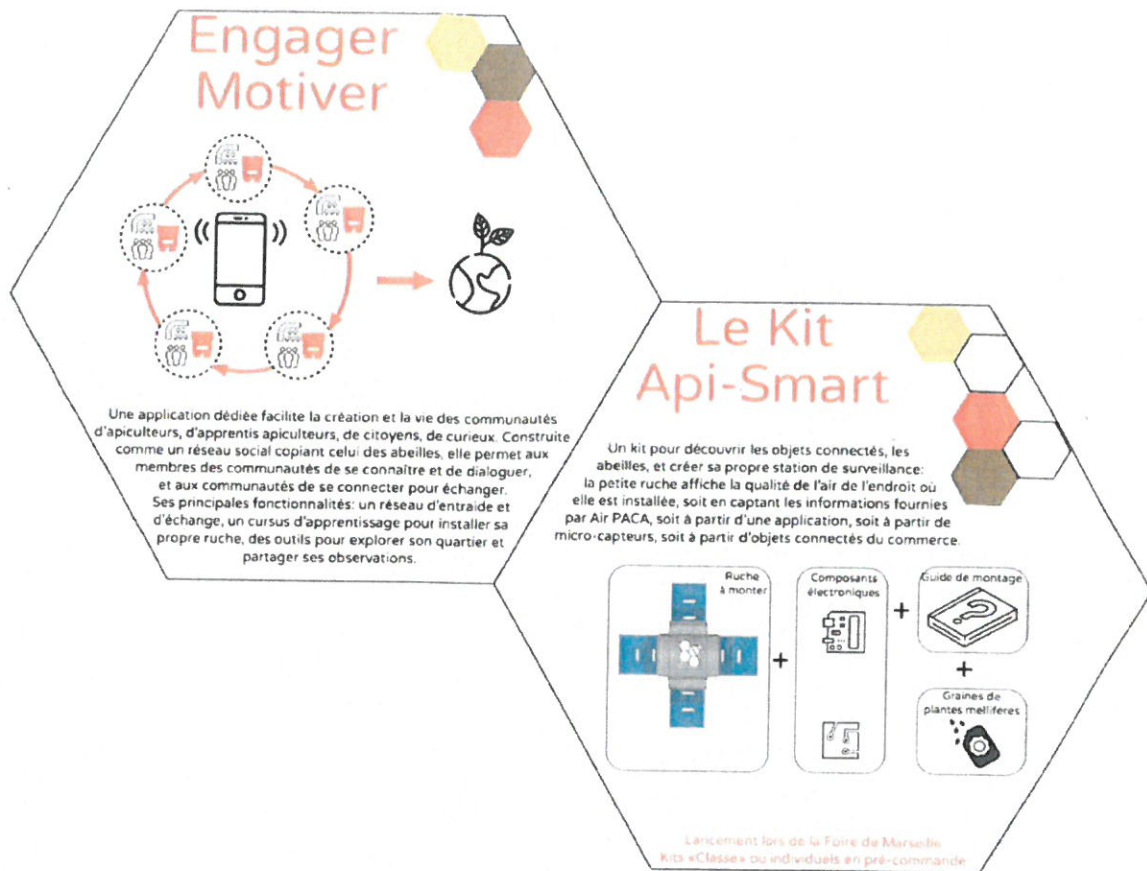 Engager
Motiver
Une application dédiée facilite la création et la vie des communautés
d'apiculteurs, d'apprentis apiculteurs, de citoyens, de curieux. Construite
comme un réseau social copiant celui des abeilles, elle permet aux
membres des communautés de se connaître et de dialoguer,
et aux communautés de se connecter pour échanger.
Ses principales fonctionnalités: un réseau d'entraide et
d'échange, un cursus d'apprentissage pour installer sa
propre ruche, des outils pour explorer son quartier et
partager ses observations.
Le Kit
Api-Smart
Un kit pour découvrir les objets connectés, les
abeilles, et créer sa propre station de surveillance:
la petite ruche affiche la qualité de l'air de l'endroit où
elle est installée, soit en captant les informations fournies
par Air PACA, soit à partir d'une application, soit à partir de
micro-capteurs, soit à partir d'objets connectés du commerce.
Ruche
à monter
+
Composants
électroniques
+
Guide de montage
?
+
Graines de
plantes mellifères
Lancement lors de la Foire de Marseille
Kits «Classe» ou individuels en pré-commande